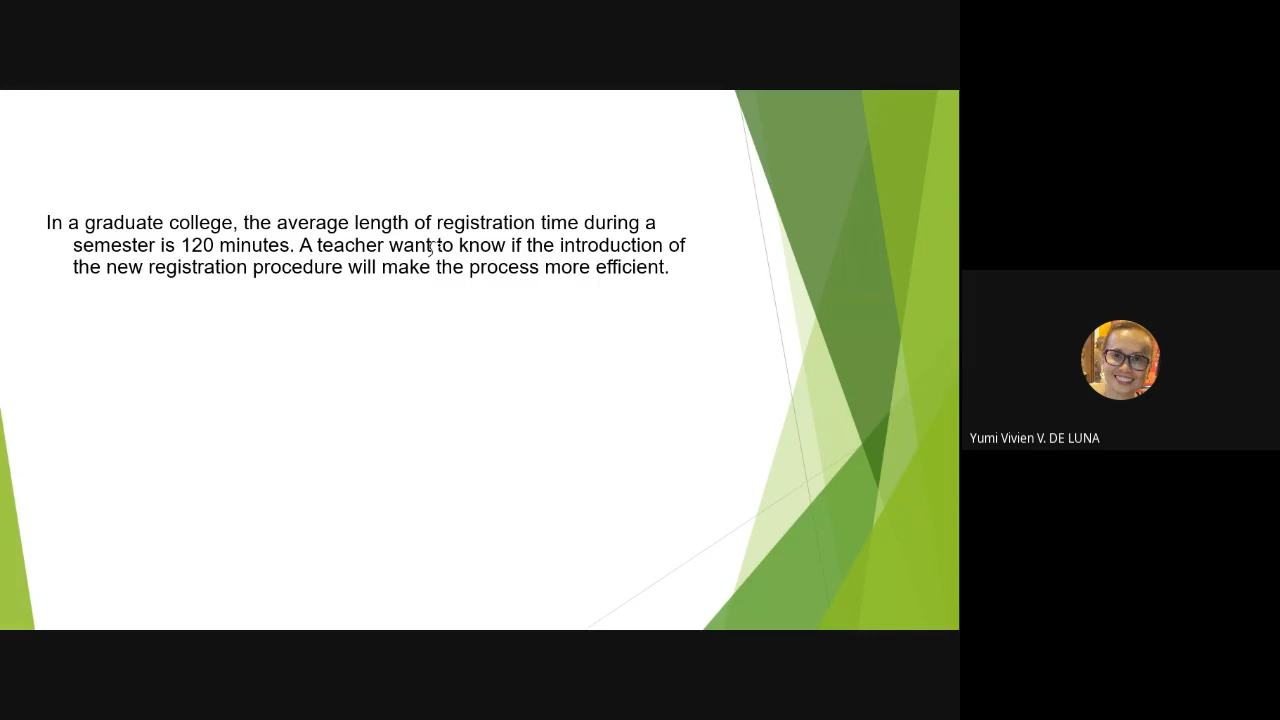 In a graduate college, the average length of registration time during a
semester is 120 minutes. A teacher want to know if the introduction of
the new registration procedure will make the process more efficient.
Yumi Vivien V. DE LUNA